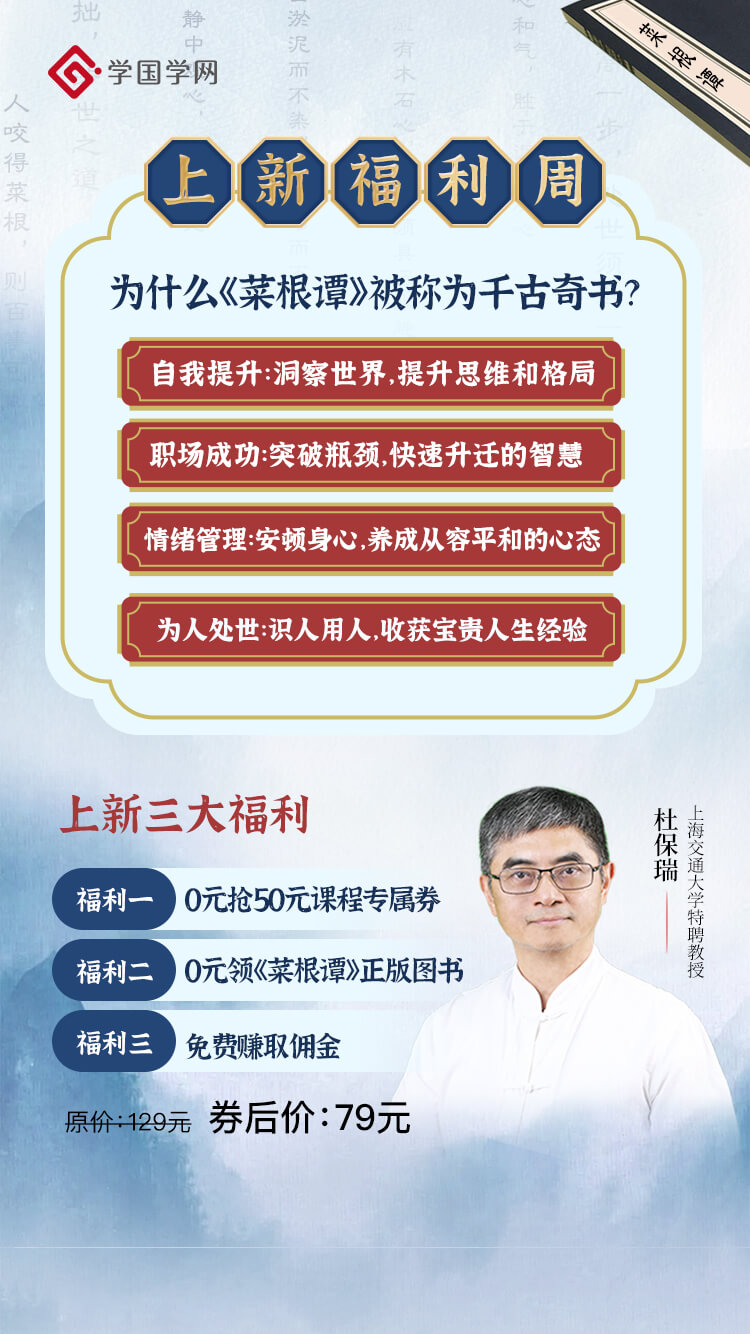 学国学网
菜根谭
上新福利周
为什么《菜根谭》被称为千古奇书?
自我提升:洞察世界,提升思维和格局
职场成功:突破瓶颈,快速升迁的智慧
情绪管理:安顿身心,养成从容平和的心态
为人处世:识人用人,收获宝贵人生经验
上新三大福利
福利一 0元抢50元课程专属券
福利二 0元领《菜根谭》正版图书
福利三 免费赚取佣金
原价:129元 券后价:79元
上海交通大学特聘教授
杜保瑞
人咬得菜根,则百